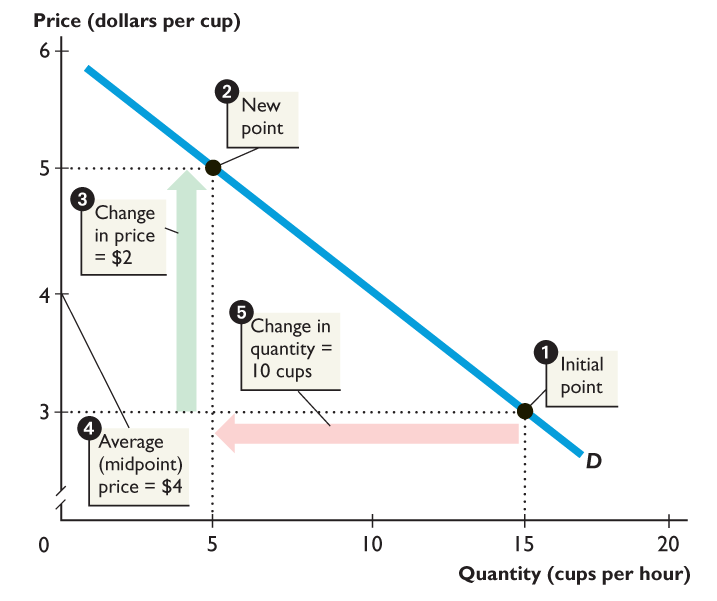 Price (dollars per cup)
6
2
New
point
5
3
Change
in price
= $2
4
5
Change in
quantity =
10 cups
1
Initial
point
3
4
Average
(midpoint)
price = $4
D
0
5
10
15
20
Quantity (cups per hour)